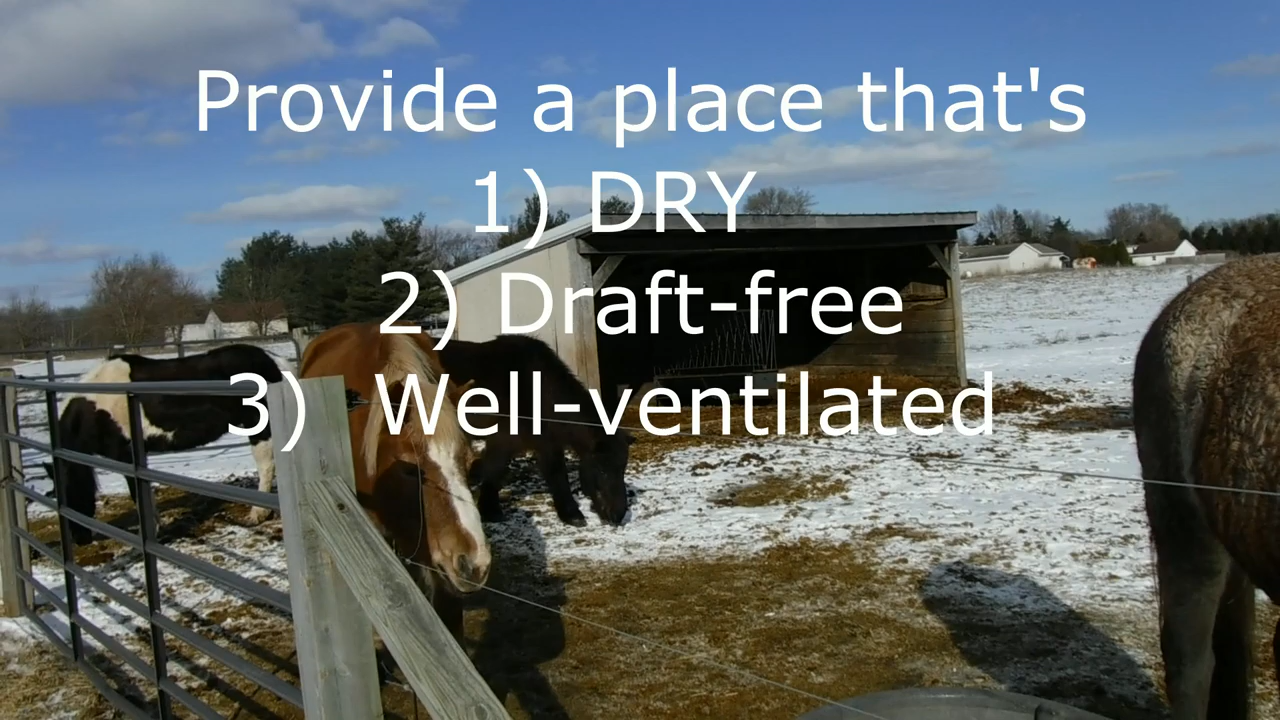 Provide a place that's
1) DRY
2) Draft-free
3) Well-ventilated